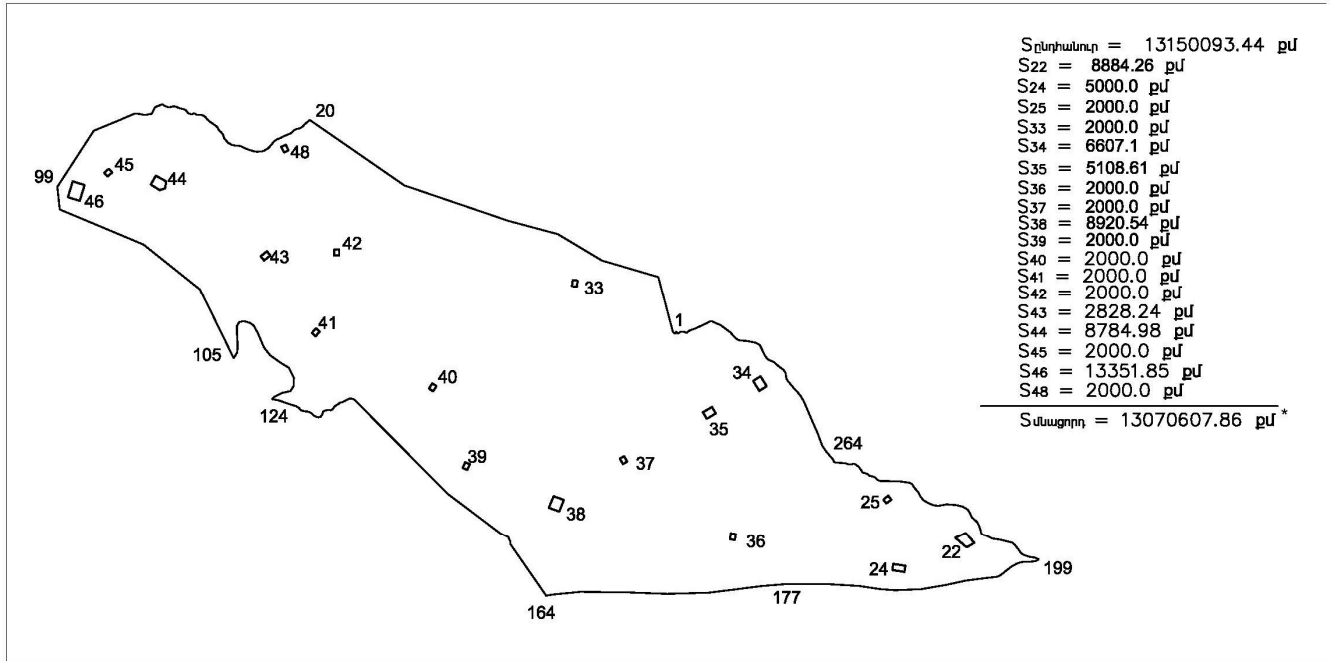 Sընդհանուր = 13150093.44 քմ
S22 = 8884.26 քմ
S24 = 5000.0 քմ
S25 = 2000.0 քմ
S33 = 2000.0 քմ
S34 = 6607.1 քմ
S35 = 5108.61 քմ
S36 = 2000.0 քմ
S37 = 2000.0 քմ
S38 = 8920.54 քմ
S39 = 2000.0 քմ
S40 = 2000.0 քմ
S41 = 2000.0 քմ
S42 = 2000.0 քմ
S43 = 2828.24 քմ
S44 = 8784.98 քմ
S45 = 2000.0 քմ
S46 = 13351.85 քմ
S48 = 2000.0 քմ
Sմնացորդ = 13070607.86 քմ*
20
48
45
99
44
46
42
43
33
41
1
105
40
34
124
35
264
39
37
25
38
36
22
24
199
177
164